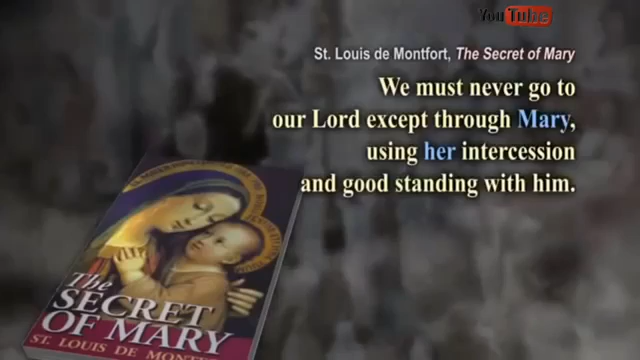 YouTube
St. Louis de Montfort, The Secret of Mary
We must never go to
our Lord except through Mary,
using her intercession
and good standing with him.
The
SECRET
OF MARY
ST. LOUIS DE